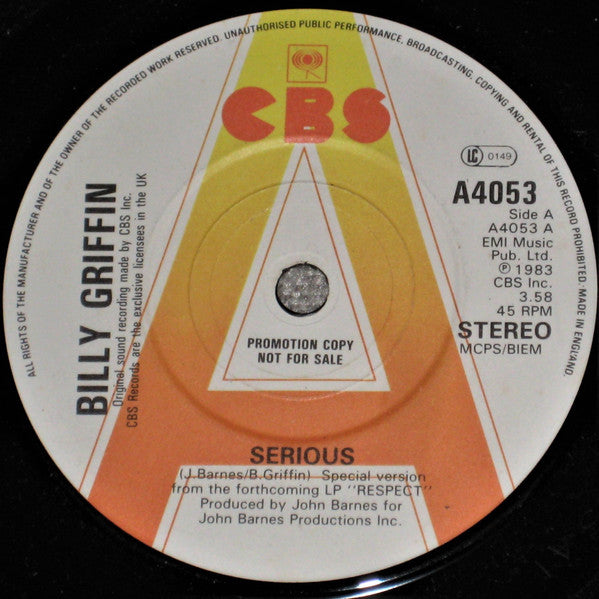 ALL RIGHTS OF THE MANUFACTURER AND OF THE OWNER OF THE RECORDED WORK RESERVED. UNAUTHORISED PUBLIC PERFORMANCE, BROADCASTING, COPYING AND RENTAL OF THIS RECORD PROHIBITED. MADE IN ENGLAND.
CBS
LC 0149
A4053
Side A
A4053 A
EMI Music
Pub. Ltd.
℗ 1983
CBS Inc.
3.58
45 RPM
STEREO
MCPS/BIEM
BILLY GRIFFIN
Original sound recording made by CBS Inc.
CBS Records are the exclusive licensees in the UK
PROMOTION COPY
NOT FOR SALE
SERIOUS
(J.Barnes/B.Griffin) Special version
from the forthcoming LP "RESPECT"
Produced by John Barnes for
John Barnes Productions Inc.